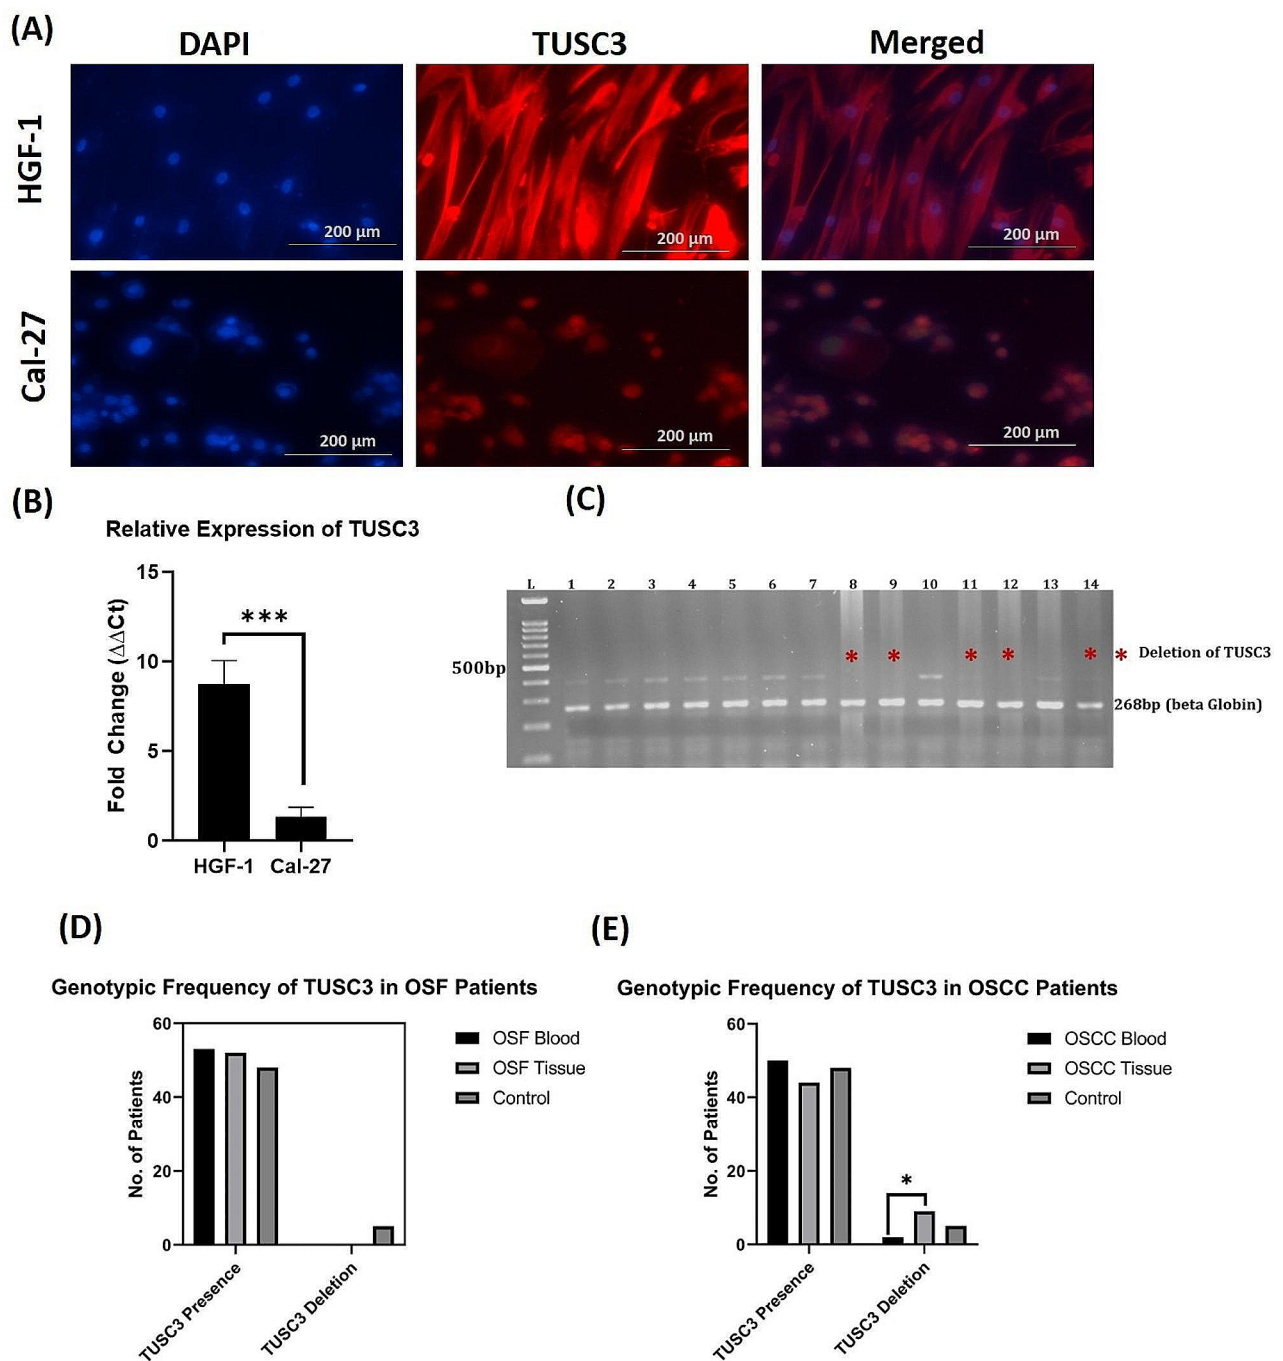 (A)
DAPI TUSC3 Merged
HGF-1
200 μm 200 μm 200 μm
Cal-27
200 μm 200 μm 200 μm
(B)
Relative Expression of TUSC3
Fold Change (ΔΔCt)
15
10
5
0
***
HGF-1 Cal-27
(C)
L 1 2 3 4 5 6 7 8 9 10 11 12 13 14
* * * * * * Deletion of TUSC3
500bp
268bp (beta Globin)
(D)
Genotypic Frequency of TUSC3 in OSF Patients
No. of Patients
60
40
20
0
TUSC3 Presence
TUSC3 Deletion
OSF Blood
OSF Tissue
Control
(E)
Genotypic Frequency of TUSC3 in OSCC Patients
No. of Patients
60
40
20
0
*
TUSC3 Presence
TUSC3 Deletion
OSCC Blood
OSCC Tissue
Control